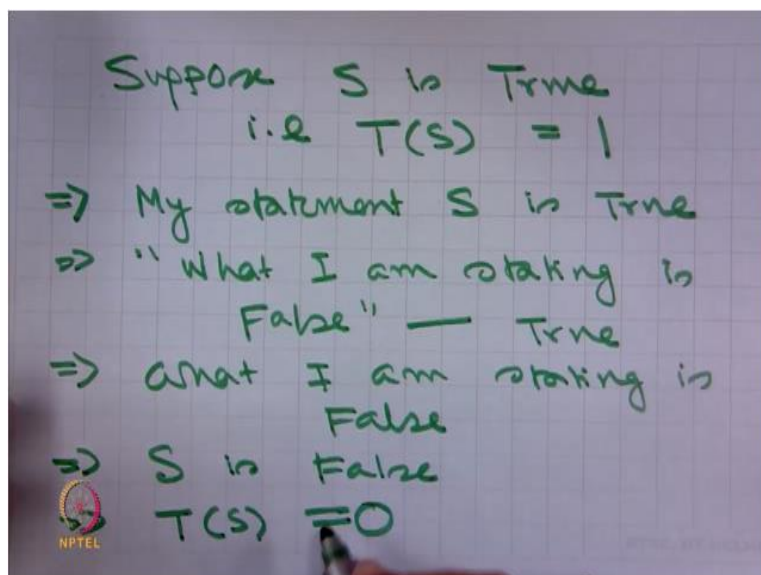 Suppose S is True
i.e T(S) = 1
=> My statement S is True
=> "What I am stating is
False" — True
=> What I am stating is
False
=> S is False
=> T(S) = 0
NPTEL